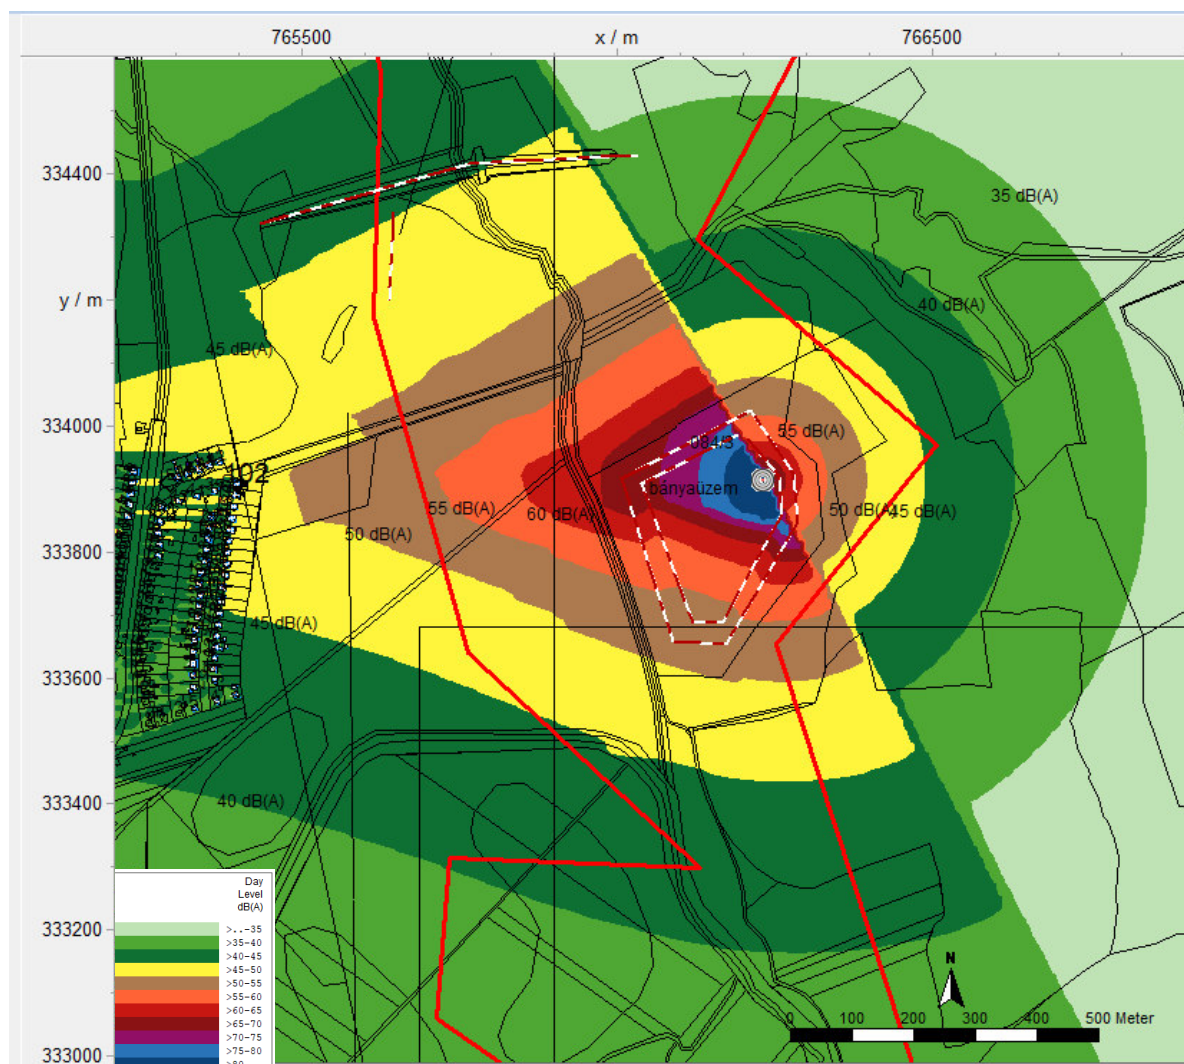 765500 x / m 766500
334400
y / m
334000
333800
333600
333400
333200
333000
35 dB(A)
40 dB(A)
45 dB(A)
084/3
55 dB(A)
102
bányaüzem
55 dB(A)
60 dB(A)
50 dB(A)
45 dB(A)
50 dB(A)
45 dB(A)
40 dB(A)
Day
Level
dB(A)
>..-35
>35-40
>40-45
>45-50
>50-55
>55-60
>60-65
>65-70
>70-75
>75-80
>80
N
0 100 200 300 400 500 Meter